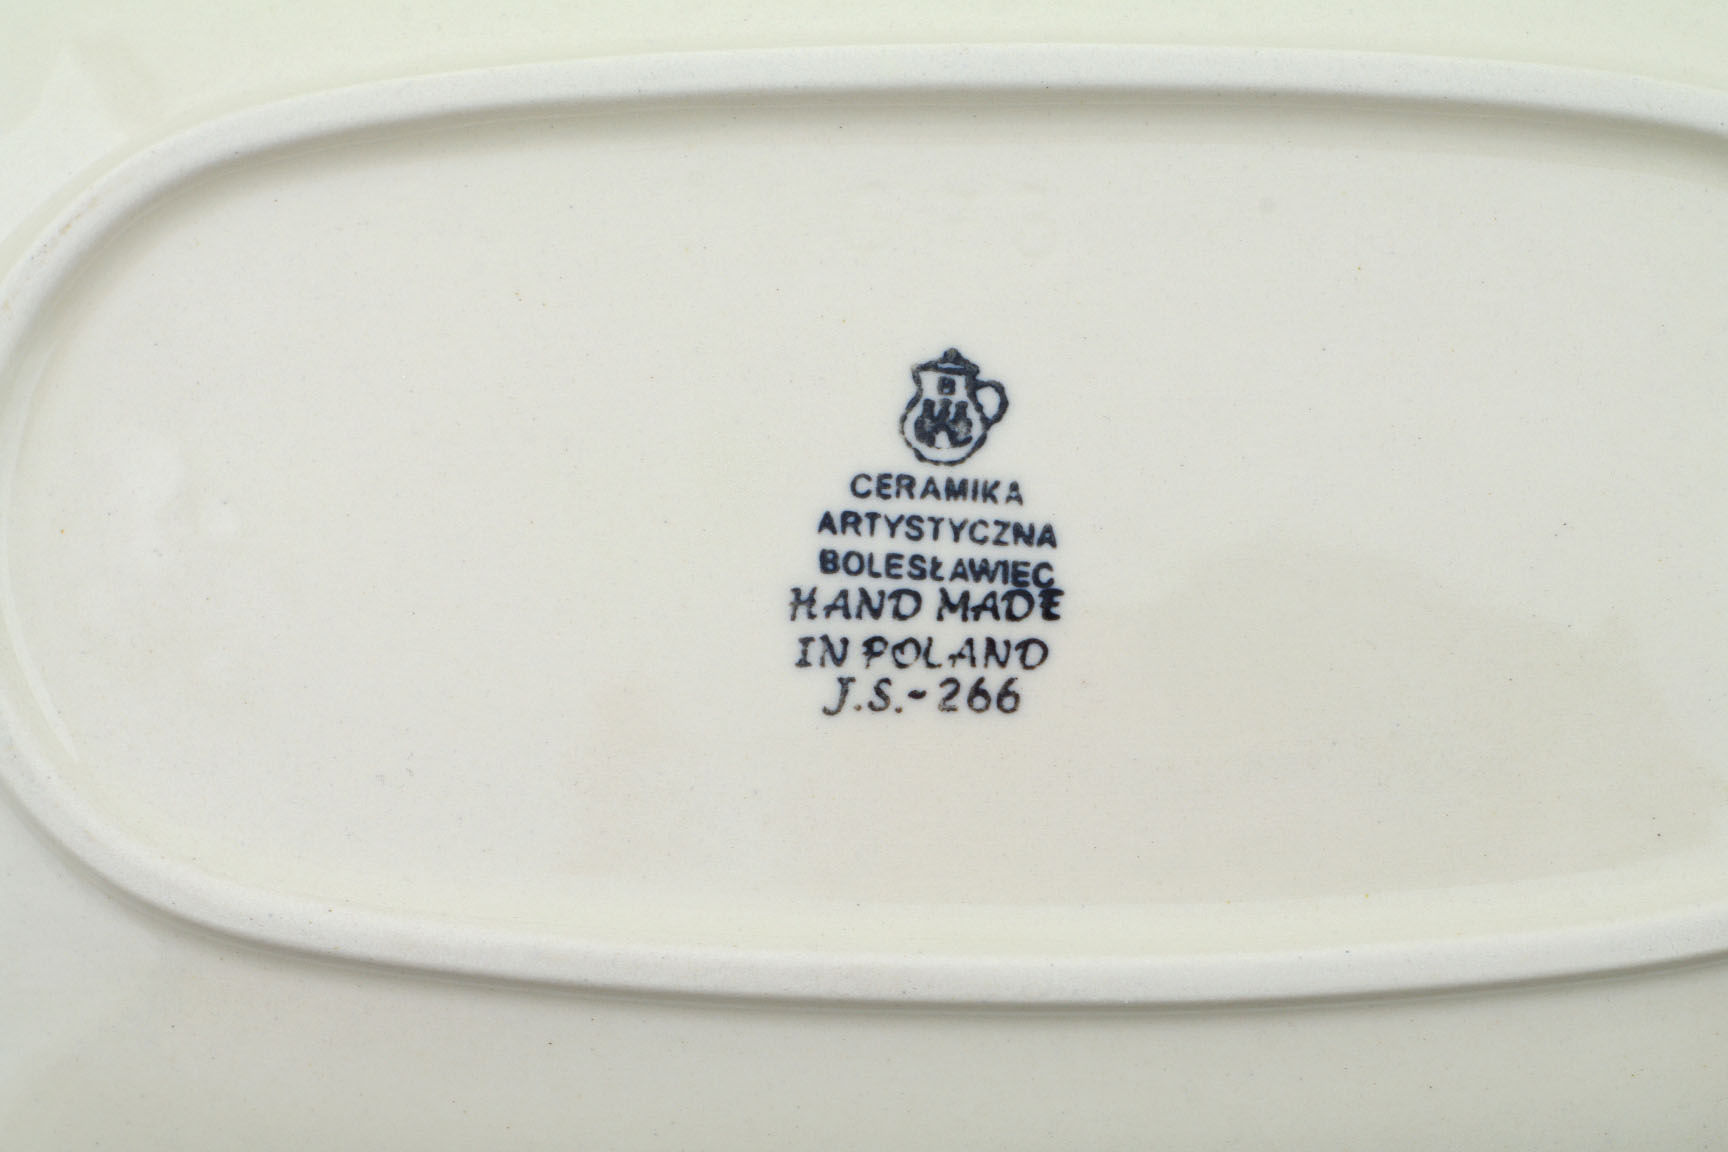 CERAMIKA
ARTYSTYCZNA
BOLESŁAWIEC
HAND MADE
IN POLAND
J.S.-266